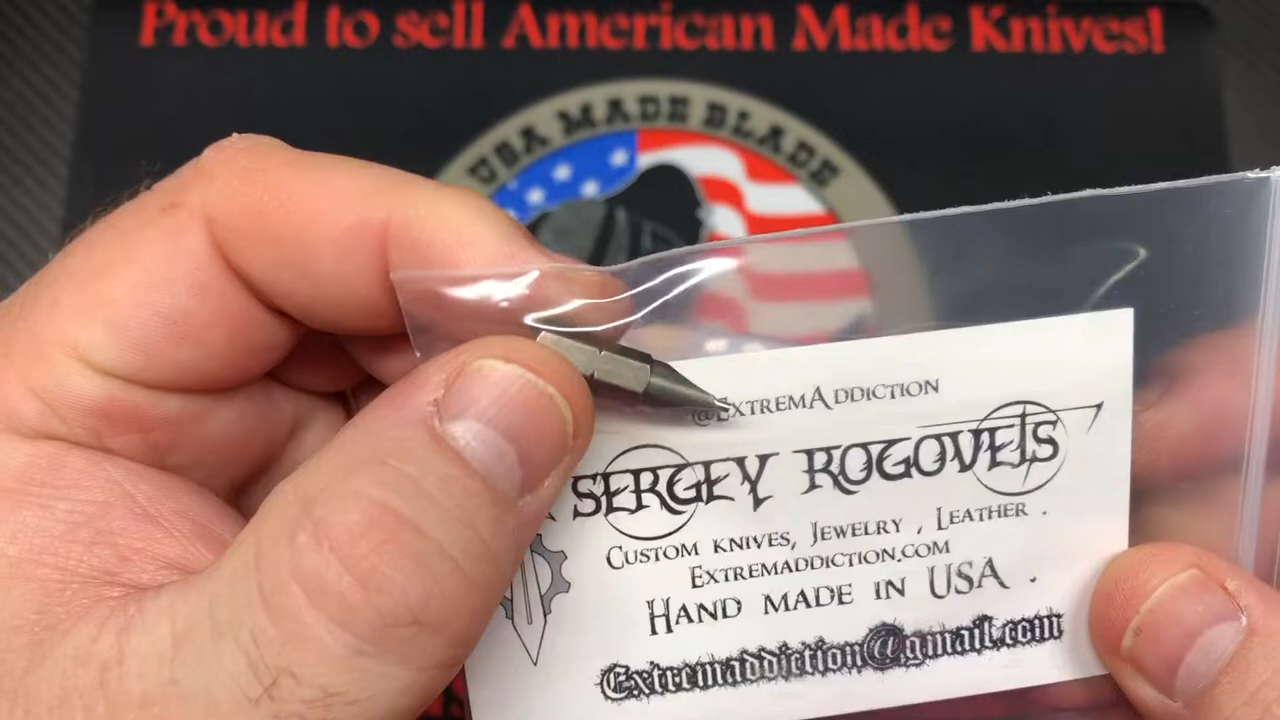 Proud to sell American Made Knives!
USA MADE BLADE
@ExtremAddiction
Sergey Rogovets
Custom knives, Jewelry , Leather .
Extremaddiction.com
Hand made in USA .
Extremaddiction@gmail.com